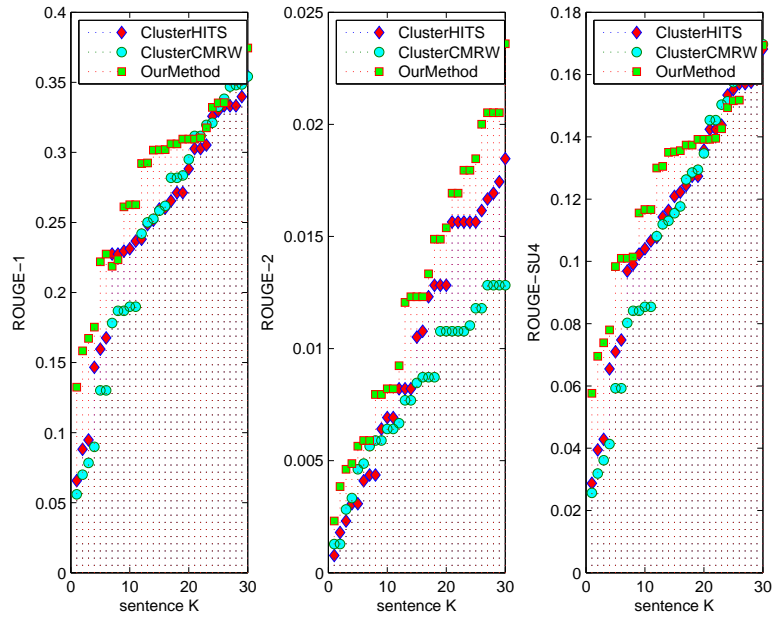 ROUGE-1
0.4
0.35
0.3
0.25
0.2
0.15
0.1
0.05
0
0
10
20
30
sentence K
ClusterHITS
ClusterCMRW
OurMethod
ROUGE-2
0.025
0.02
0.015
0.01
0.005
0
0
10
20
30
sentence K
ClusterHITS
ClusterCMRW
OurMethod
ROUGE-SU4
0.18
0.16
0.14
0.12
0.1
0.08
0.06
0.04
0.02
0
0
10
20
30
sentence K
ClusterHITS
ClusterCMRW
OurMethod